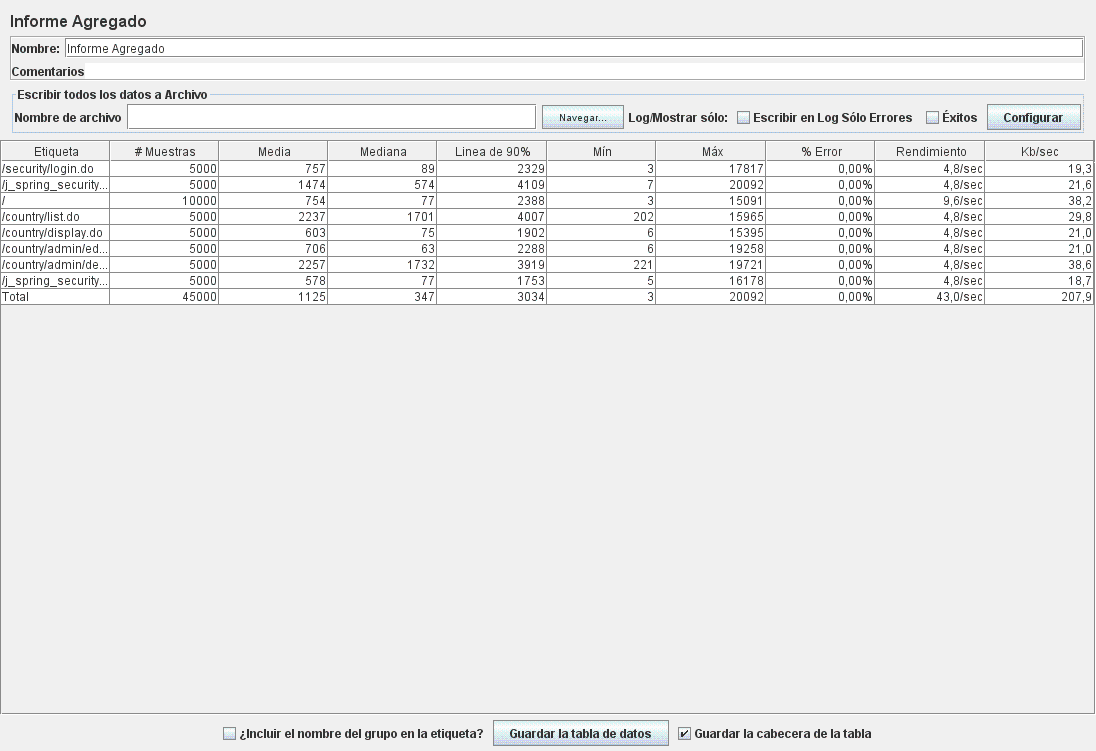 Informe Agregado
Nombre: Informe Agregado
Comentarios
Escribir todos los datos a Archivo
Nombre de archivo Navegar... Log/Mostrar sólo: Escribir en Log Sólo Errores Éxitos Configurar
Etiqueta # Muestras Media Mediana Linea de 90% Mín Máx % Error Rendimiento Kb/sec
/security/login.do 5000 757 89 2329 3 17817 0,00% 4,8/sec 19,3
/j_spring_security... 5000 1474 574 4109 7 20092 0,00% 4,8/sec 21,6
/ 10000 754 77 2388 3 15091 0,00% 9,6/sec 38,2
/country/list.do 5000 2237 1701 4007 202 15965 0,00% 4,8/sec 29,8
/country/display.do 5000 603 75 1902 6 15395 0,00% 4,8/sec 21,0
/country/admin/ed... 5000 706 63 2288 6 19258 0,00% 4,8/sec 21,0
/country/admin/de... 5000 2257 1732 3919 221 19721 0,00% 4,8/sec 38,6
/j_spring_security... 5000 578 77 1753 5 16178 0,00% 4,8/sec 18,7
Total 45000 1125 347 3034 3 20092 0,00% 43,0/sec 207,9
¿Incluir el nombre del grupo en la etiqueta? Guardar la tabla de datos Guardar la cabecera de la tabla